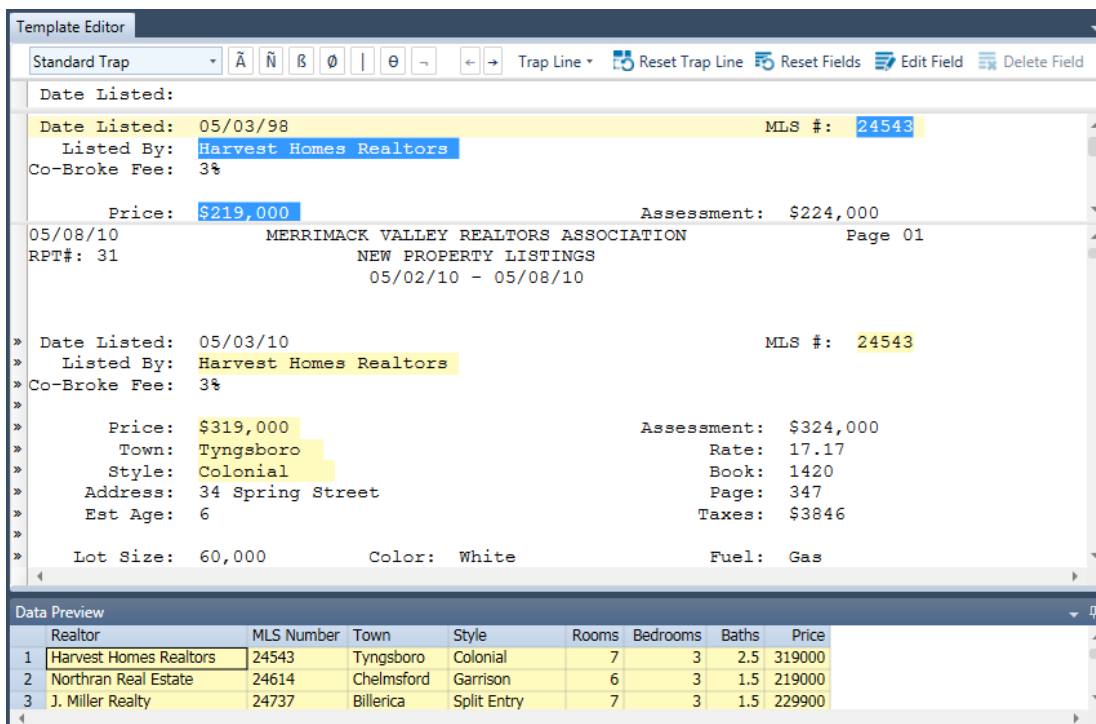 Template Editor
Standard Trap Ã Ñ ß Ø | θ ¬ ← → Trap Line Reset Trap Line Reset Fields Edit Field Delete Field
Date Listed:
Date Listed: 05/03/98 MLS #: 24543
Listed By: Harvest Homes Realtors
Co-Broke Fee: 3%
Price: $219,000 Assessment: $224,000
05/08/10 MERRIMACK VALLEY REALTORS ASSOCIATION Page 01
RPT#: 31 NEW PROPERTY LISTINGS
05/02/10 - 05/08/10
» Date Listed: 05/03/10 MLS #: 24543
» Listed By: Harvest Homes Realtors
» Co-Broke Fee: 3%
»
» Price: $319,000 Assessment: $324,000
» Town: Tyngsboro Rate: 17.17
» Style: Colonial Book: 1420
» Address: 34 Spring Street Page: 347
» Est Age: 6 Taxes: $3846
»
» Lot Size: 60,000 Color: White Fuel: Gas
Data Preview
Realtor MLS Number Town Style Rooms Bedrooms Baths Price
1 Harvest Homes Realtors 24543 Tyngsboro Colonial 7 3 2.5 319000
2 Northran Real Estate 24614 Chelmsford Garrison 6 3 1.5 219000
3 J. Miller Realty 24737 Billerica Split Entry 7 3 1.5 229900